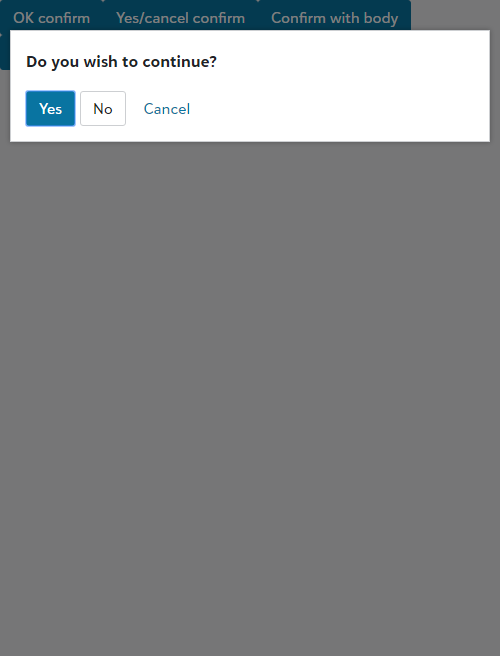 OK confirm Yes/cancel confirm Confirm with body
Do you wish to continue?
Yes No Cancel